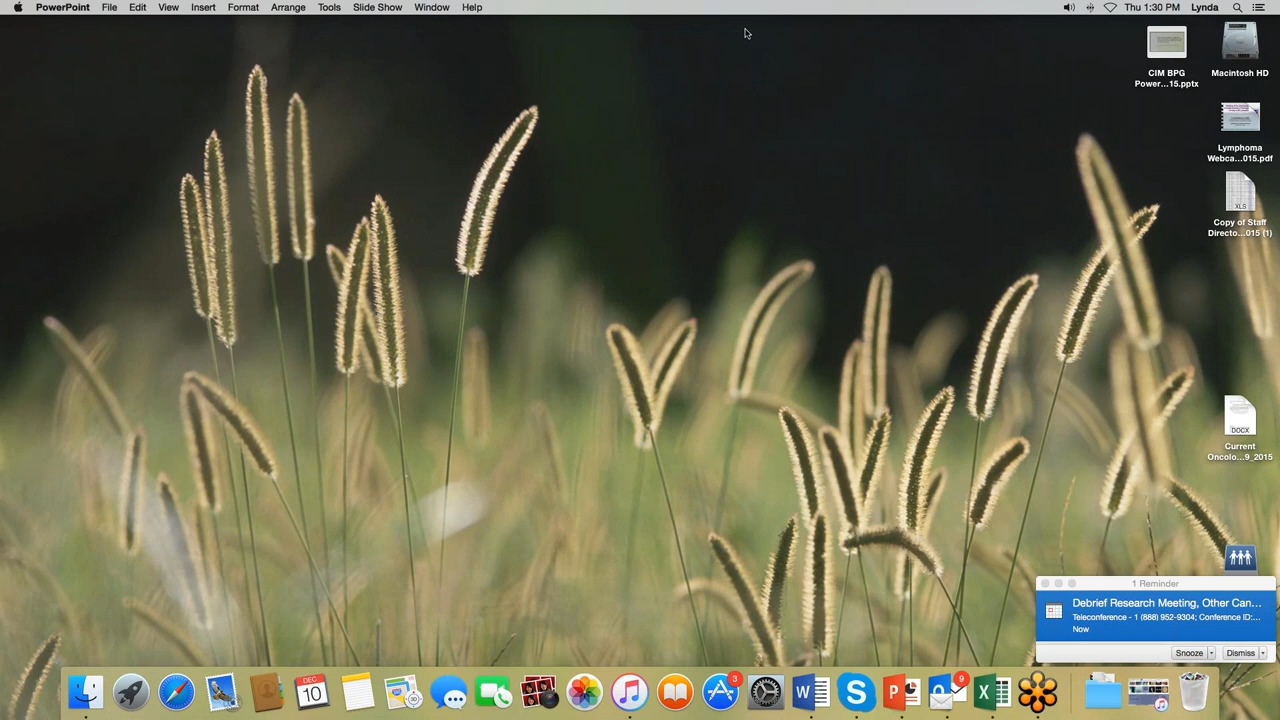 PowerPoint File Edit View Insert Format Arrange Tools Slide Show Window Help Thu 1:30 PM Lynda
CIM BPG
Power...15.pptx
Macintosh HD
Lymphoma
Webca...015.pdf
XLS
Copy of Staff
Directo...015 (1)
DOCX
Current
Oncolo...9_2015
1 Reminder
Debrief Research Meeting, Other Can...
Teleconference - 1 (888) 952-9304; Conference ID:...
Now
Snooze Dismiss
DEC
10
3
W
S
P
9
X